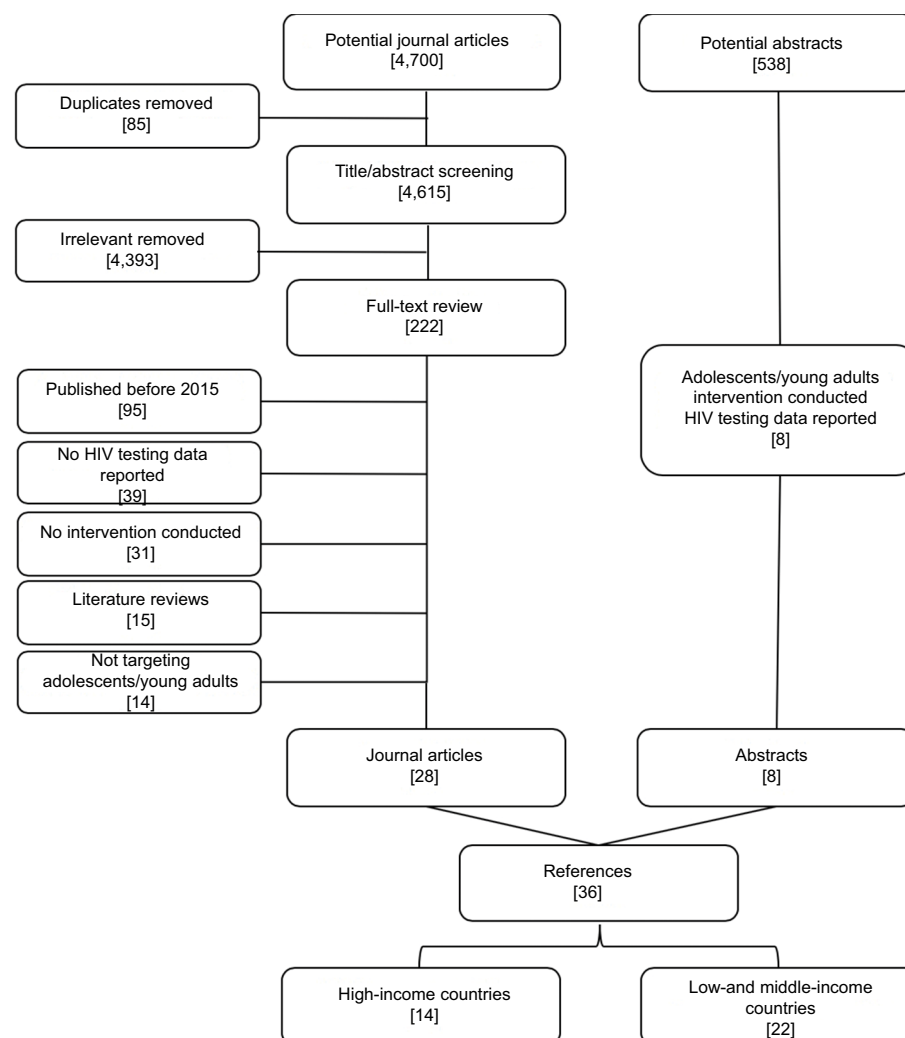 Potential journal articles
[4,700]
Potential abstracts
[538]
Duplicates removed
[85]
Title/abstract screening
[4,615]
Irrelevant removed
[4,393]
Full-text review
[222]
Published before 2015
[95]
No HIV testing data
reported
[39]
No intervention conducted
[31]
Literature reviews
[15]
Not targeting
adolescents/young adults
[14]
Adolescents/young adults
intervention conducted
HIV testing data reported
[8]
Journal articles
[28]
Abstracts
[8]
References
[36]
High-income countries
[14]
Low-and middle-income
countries
[22]